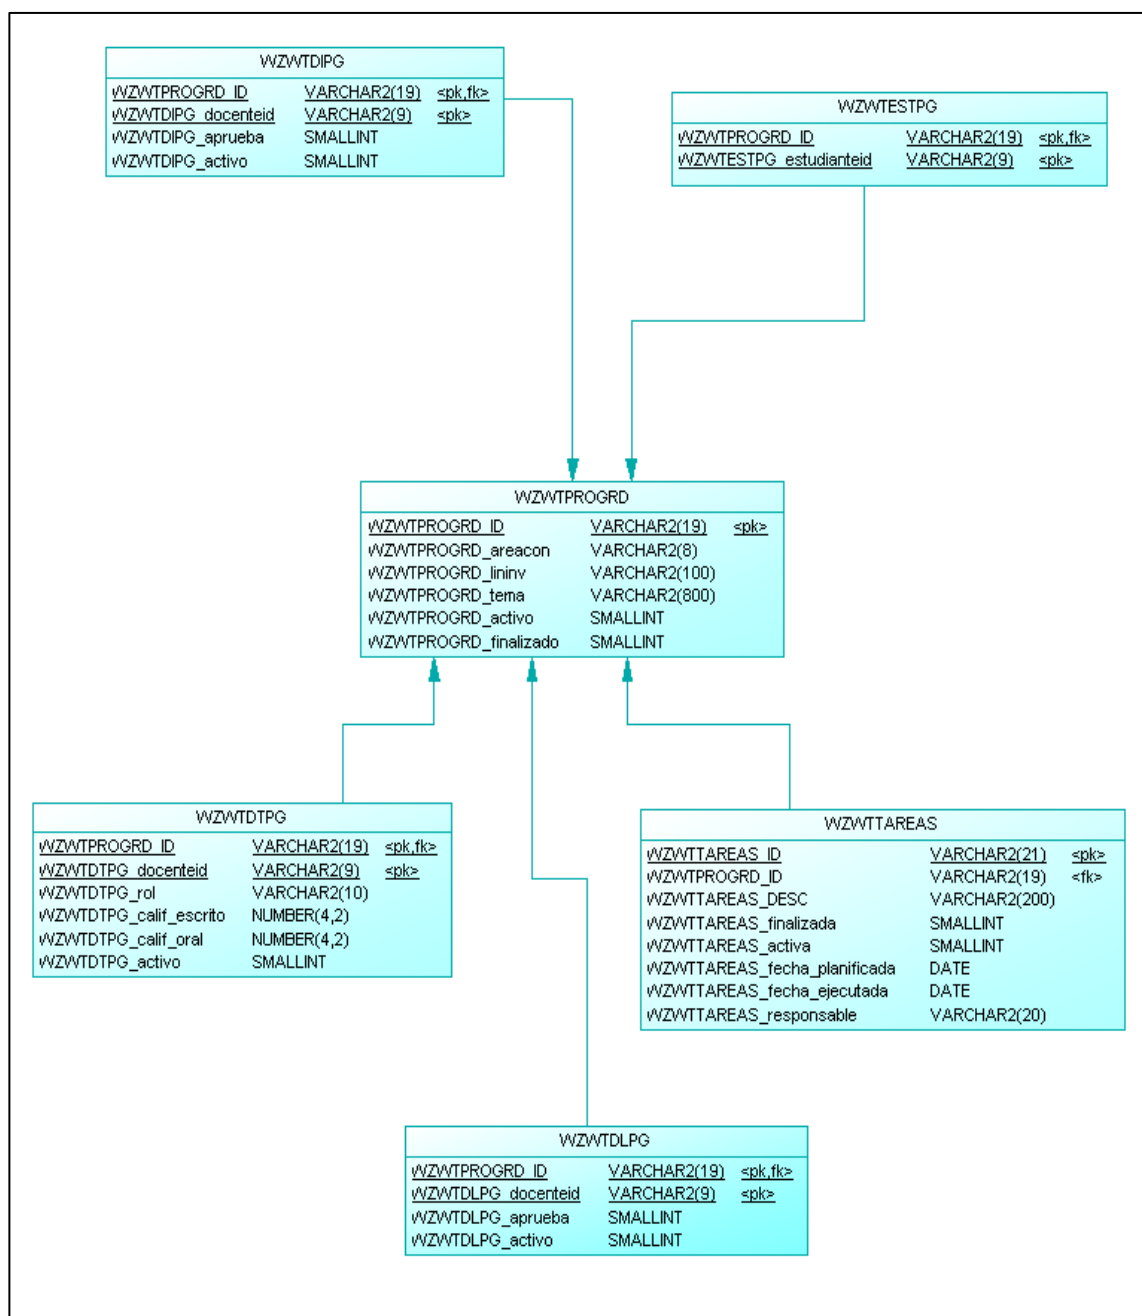 WZWTDIPG
WZWTPROGRD_ID VARCHAR2(19) <pk,fk>
WZWTDIPG_docenteid VARCHAR2(9) <pk>
WZWTDIPG_aprueba SMALLINT
WZWTDIPG_activo SMALLINT
WZWTESTPG
WZWTPROGRD_ID VARCHAR2(19) <pk,fk>
WZWTESTPG_estudianteid VARCHAR2(9) <pk>
WZWTPROGRD
WZWTPROGRD_ID VARCHAR2(19) <pk>
WZWTPROGRD_areacon VARCHAR2(8)
WZWTPROGRD_lininv VARCHAR2(100)
WZWTPROGRD_tema VARCHAR2(800)
WZWTPROGRD_activo SMALLINT
WZWTPROGRD_finalizado SMALLINT
WZWTDTPG
WZWTPROGRD_ID VARCHAR2(19) <pk,fk>
WZWTDTPG_docenteid VARCHAR2(9) <pk>
WZWTDTPG_rol VARCHAR2(10)
WZWTDTPG_calif_escrito NUMBER(4,2)
WZWTDTPG_calif_oral NUMBER(4,2)
WZWTDTPG_activo SMALLINT
WZWTTAREAS
WZWTTAREAS_ID VARCHAR2(21) <pk>
WZWTPROGRD_ID VARCHAR2(19) <fk>
WZWTTAREAS_DESC VARCHAR2(200)
WZWTTAREAS_finalizada SMALLINT
WZWTTAREAS_activa SMALLINT
WZWTTAREAS_fecha_planificada DATE
WZWTTAREAS_fecha_ejecutada DATE
WZWTTAREAS_responsable VARCHAR2(20)
WZWTDLPG
WZWTPROGRD_ID VARCHAR2(19) <pk,fk>
WZWTDLPG_docenteid VARCHAR2(9) <pk>
WZWTDLPG_aprueba SMALLINT
WZWTDLPG_activo SMALLINT